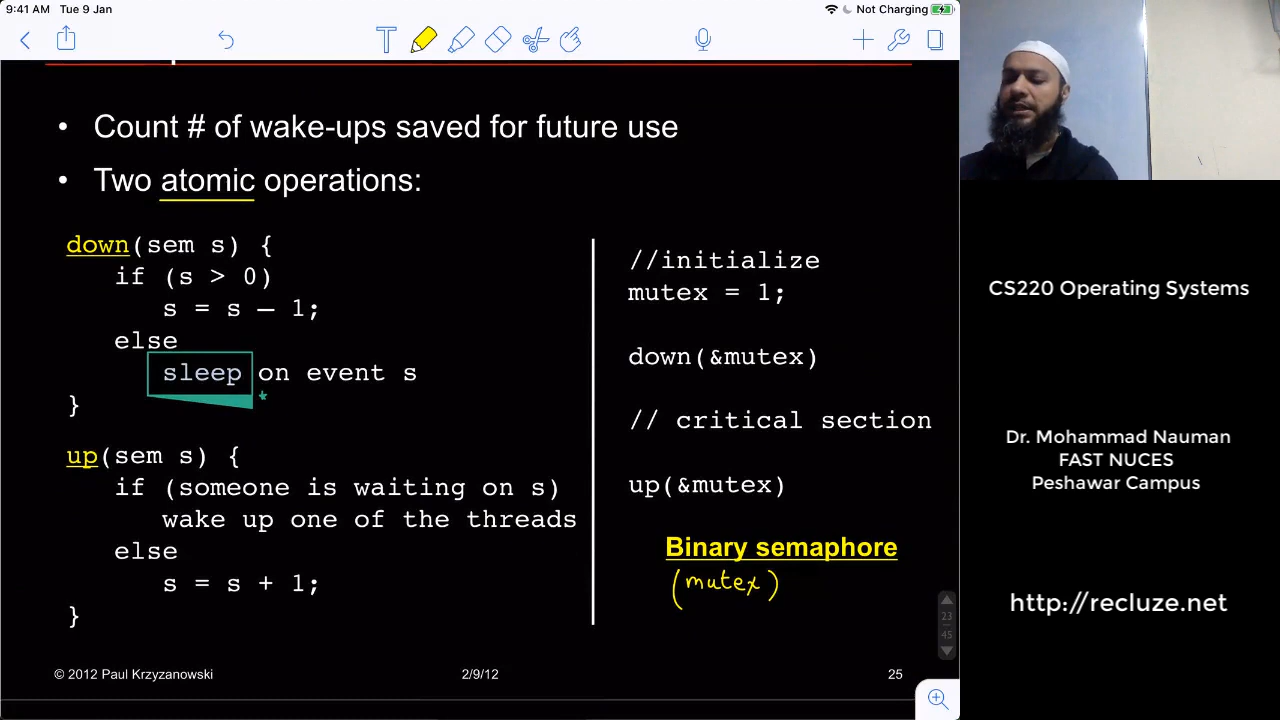 9:41 AM Tue 9 Jan
Not Charging
T
• Count # of wake-ups saved for future use
• Two atomic operations:
down(sem s) {
if (s > 0)
s = s – 1;
else
sleep on event s
}
up(sem s) {
if (someone is waiting on s)
wake up one of the threads
else
s = s + 1;
}
//initialize
mutex = 1;
down(&mutex)
// critical section
up(&mutex)
Binary semaphore
(mutex)
23
45
© 2012 Paul Krzyzanowski
2/9/12
25
CS220 Operating Systems
Dr. Mohammad Nauman
FAST NUCES
Peshawar Campus
http://recluze.net